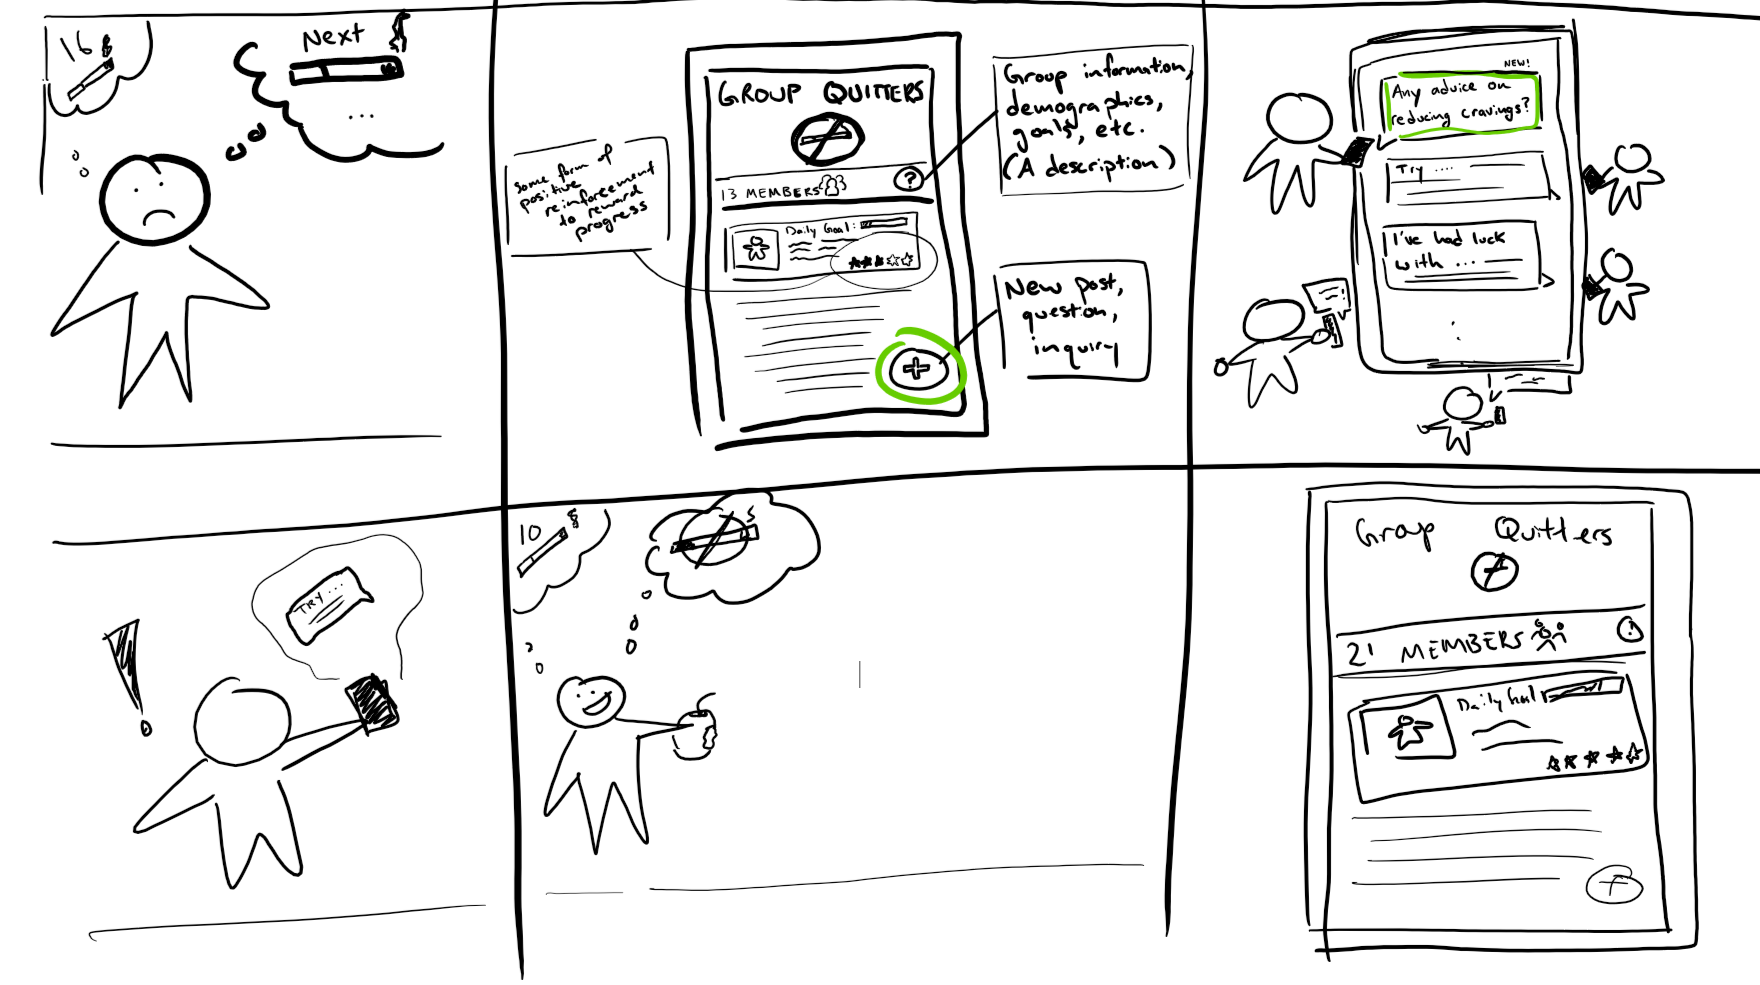 16
Next
...
GROUP QUITTERS
13 MEMBERS
?
Daily Goal:
+
some form of
positive
reinforcement
to reward
progress
Group information,
demographics,
goals, etc.
(A description)
New post,
question,
inquiry
NEW!
Any advice on
reducing cravings?
Try ....
I've had luck
with ...
!
TRY...
10
Group Quitters
21 MEMBERS
Daily Goal
+